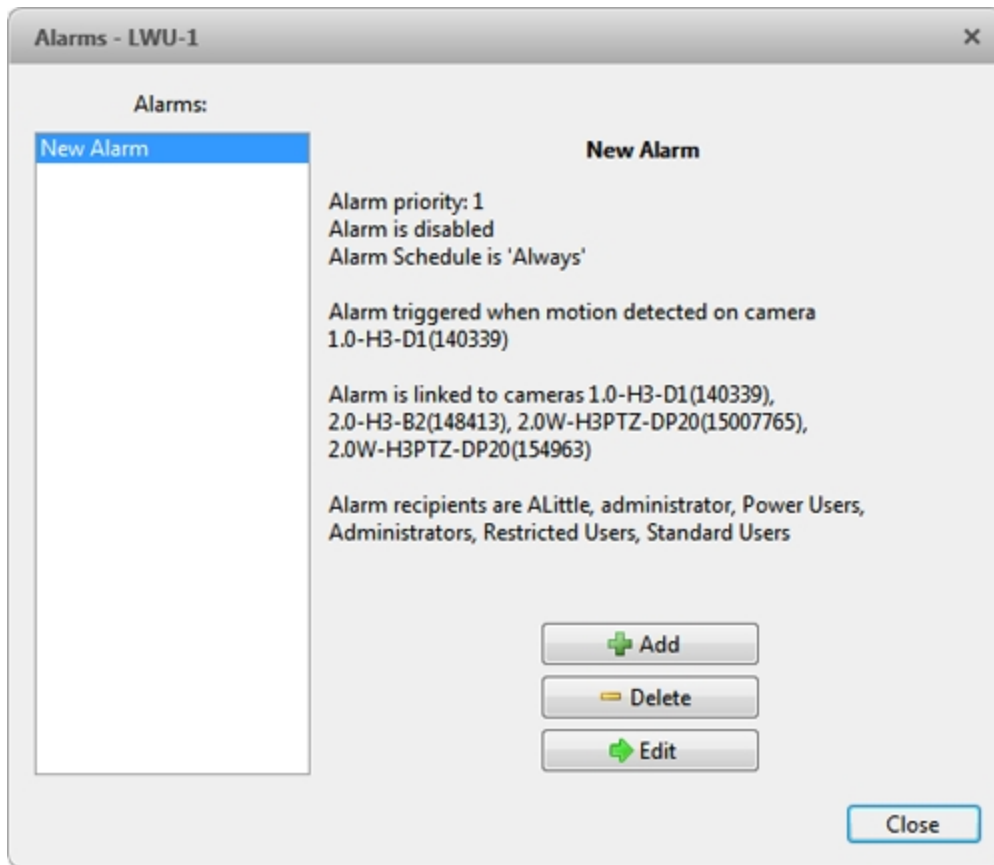 Alarms - LWU-1
Alarms:
New Alarm
New Alarm
Alarm priority: 1
Alarm is disabled
Alarm Schedule is 'Always'
Alarm triggered when motion detected on camera
1.0-H3-D1(140339)
Alarm is linked to cameras 1.0-H3-D1(140339),
2.0-H3-B2(148413), 2.0W-H3PTZ-DP20(15007765),
2.0W-H3PTZ-DP20(154963)
Alarm recipients are ALittle, administrator, Power Users,
Administrators, Restricted Users, Standard Users
Add
Delete
Edit
Close